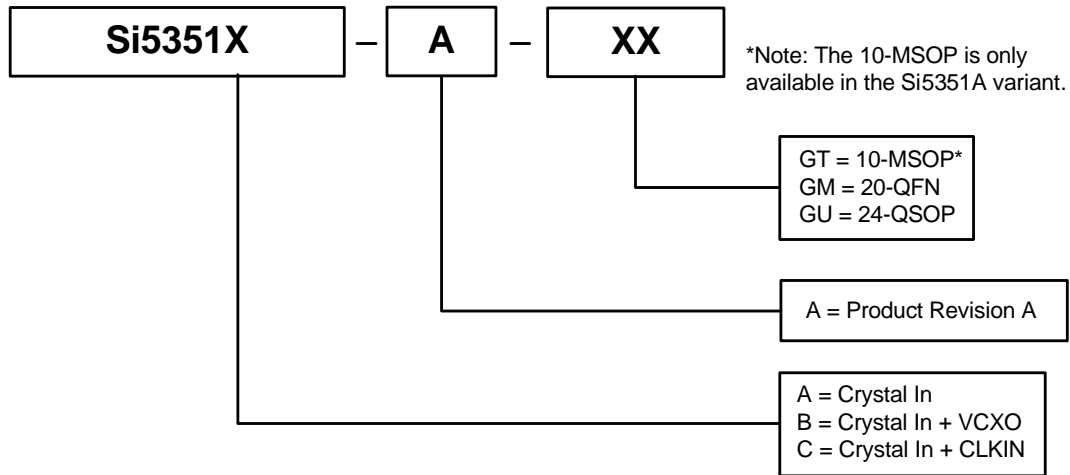 Si5351X – A – XX
*Note: The 10-MSOP is only
available in the Si5351A variant.
GT = 10-MSOP*
GM = 20-QFN
GU = 24-QSOP
A = Product Revision A
A = Crystal In
B = Crystal In + VCXO
C = Crystal In + CLKIN